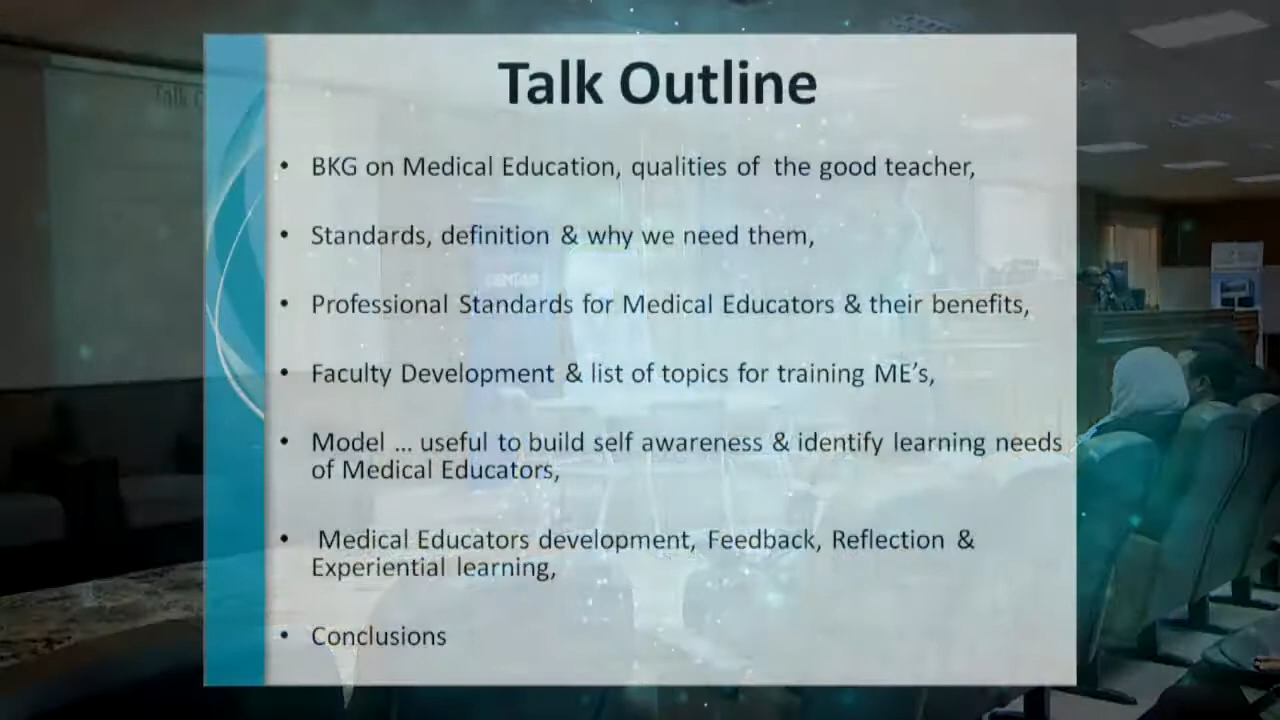 Talk Outline
• BKG on Medical Education, qualities of the good teacher,
• Standards, definition & why we need them,
• Professional Standards for Medical Educators & their benefits,
• Faculty Development & list of topics for training ME's,
• Model ... useful to build self awareness & identify learning needs
of Medical Educators,
• Medical Educators development, Feedback, Reflection &
Experiential learning,
• Conclusions